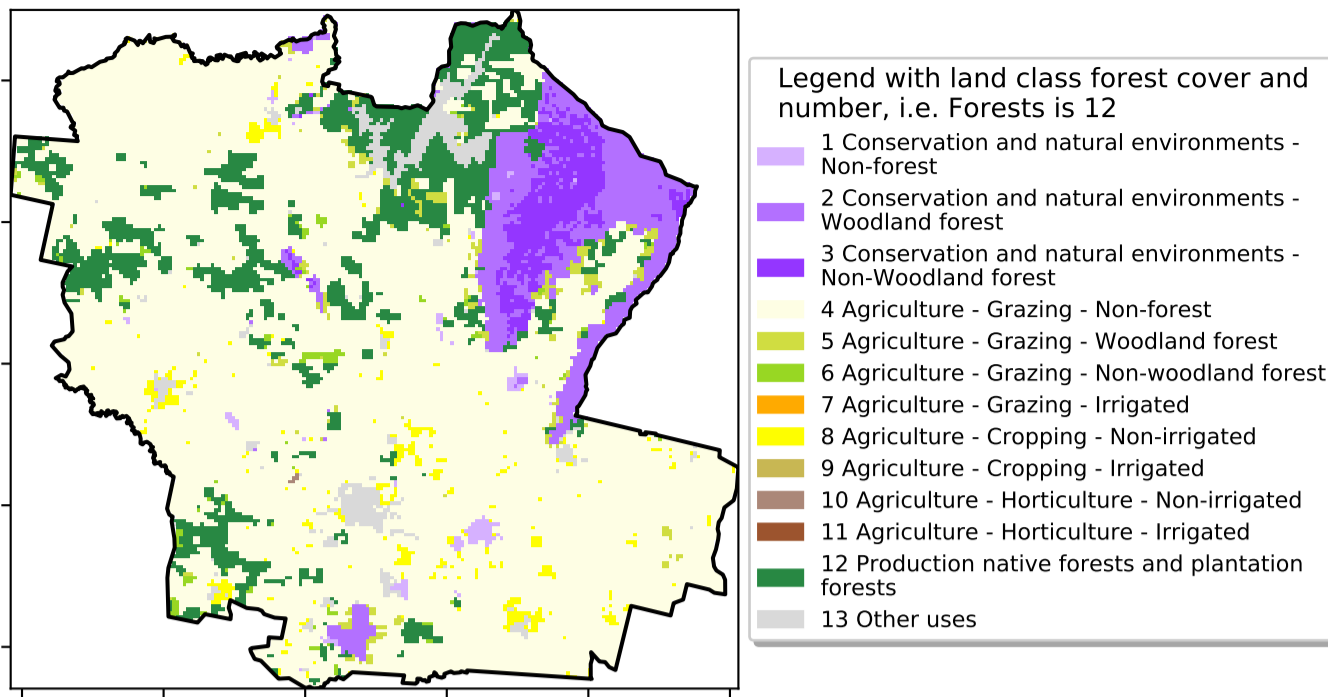 Legend with land class forest cover and
number, i.e. Forests is 12
1 Conservation and natural environments -
Non-forest
2 Conservation and natural environments -
Woodland forest
3 Conservation and natural environments -
Non-Woodland forest
4 Agriculture - Grazing - Non-forest
5 Agriculture - Grazing - Woodland forest
6 Agriculture - Grazing - Non-woodland forest
7 Agriculture - Grazing - Irrigated
8 Agriculture - Cropping - Non-irrigated
9 Agriculture - Cropping - Irrigated
10 Agriculture - Horticulture - Non-irrigated
11 Agriculture - Horticulture - Irrigated
12 Production native forests and plantation
forests
13 Other uses